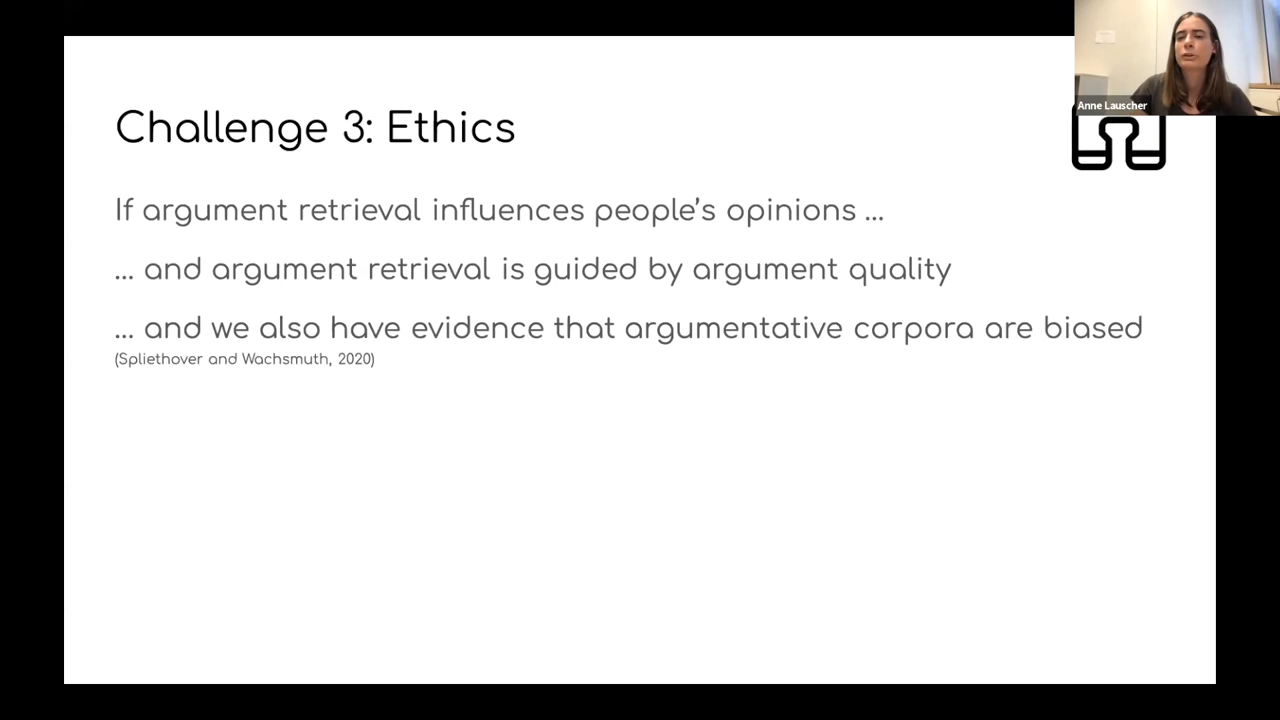 Anne Lauscher
Challenge 3: Ethics
If argument retrieval influences people's opinions ...
... and argument retrieval is guided by argument quality
... and we also have evidence that argumentative corpora are biased
(Spliethover and Wachsmuth, 2020)